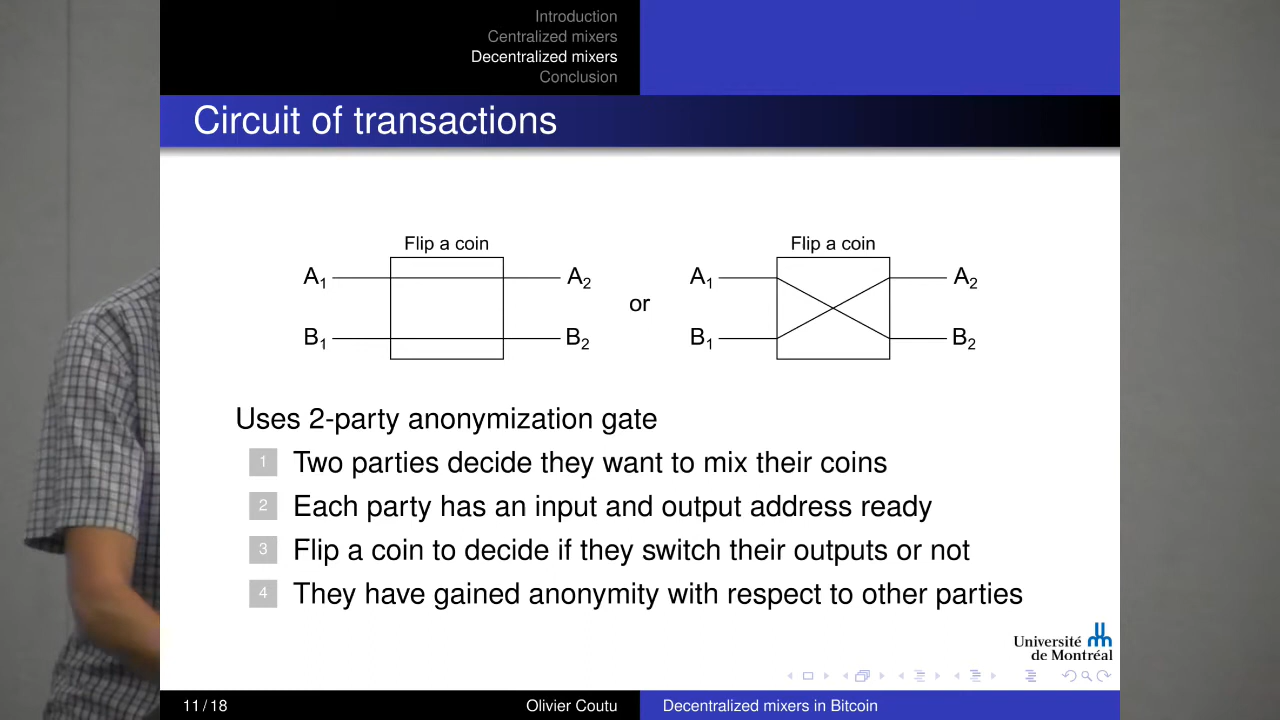 Introduction
Centralized mixers
Decentralized mixers
Conclusion
Circuit of transactions
Flip a coin
Flip a coin
A1 A2 or A1 A2
B1 B2 B1 B2
Uses 2-party anonymization gate
1 Two parties decide they want to mix their coins
2 Each party has an input and output address ready
3 Flip a coin to decide if they switch their outputs or not
4 They have gained anonymity with respect to other parties
Université
de Montréal
11 / 18 Olivier Coutu Decentralized mixers in Bitcoin